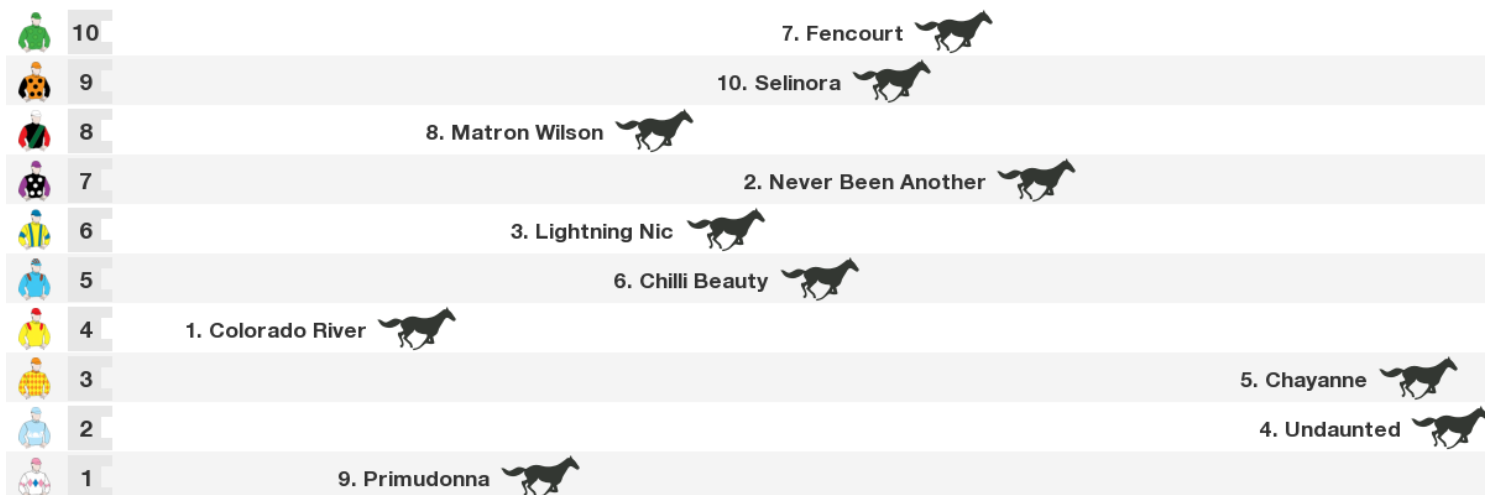 10 7. Fencourt
9 10. Selinora
8 8. Matron Wilson
7 2. Never Been Another
6 3. Lightning Nic
5 6. Chilli Beauty
4 1. Colorado River
3 5. Chayanne
2 4. Undaunted
1 9. Primudonna